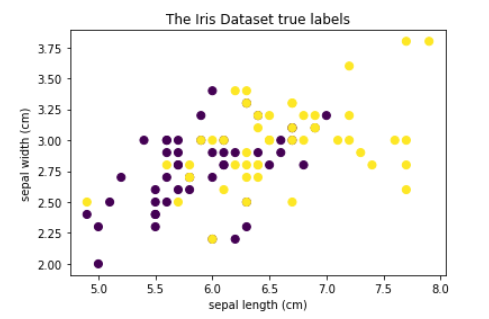 The Iris Dataset true labels
sepal width (cm)
3.75
3.50
3.25
3.00
2.75
2.50
2.25
2.00
5.0 5.5 6.0 6.5 7.0 7.5 8.0
sepal length (cm)